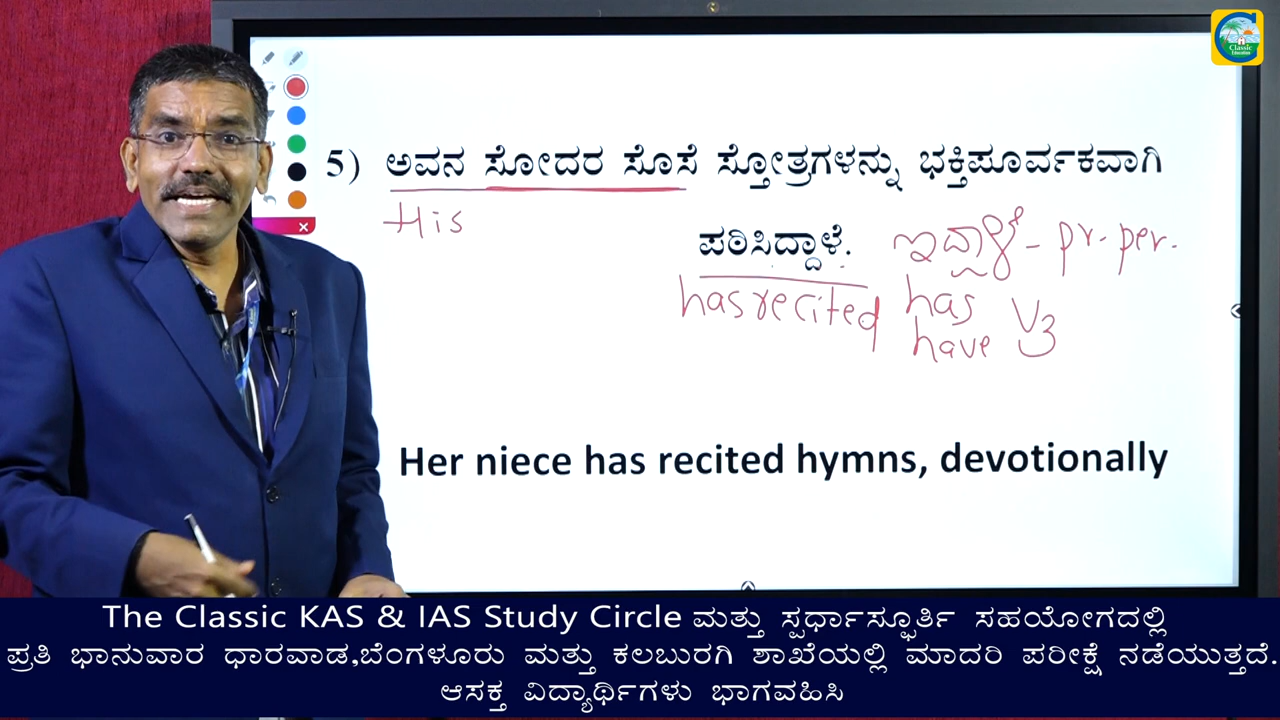 Classic
Education
5) ಅವನ ಸೋದರ ಸೊಸೆ ಸ್ತೋತ್ರಗಳನ್ನು ಭಕ್ತಿಪೂರ್ವಕವಾಗಿ
His
ಪಠಿಸಿದ್ದಾಳೆ. ಇದ್ದಾಳೆ - pr. per.
has recited has
have V3
Her niece has recited hymns, devotionally
The Classic KAS & IAS Study Circle ಮತ್ತು ಸ್ಪರ್ಧಾಸ್ಫೂರ್ತಿ ಸಹಯೋಗದಲ್ಲಿ
ಪ್ರತಿ ಭಾನುವಾರ ಧಾರವಾಡ,ಬೆಂಗಳೂರು ಮತ್ತು ಕಲಬುರಗಿ ಶಾಖೆಯಲ್ಲಿ ಮಾದರಿ ಪರೀಕ್ಷೆ ನಡೆಯುತ್ತದೆ.
ಆಸಕ್ತ ವಿದ್ಯಾರ್ಥಿಗಳು ಭಾಗವಹಿಸಿ